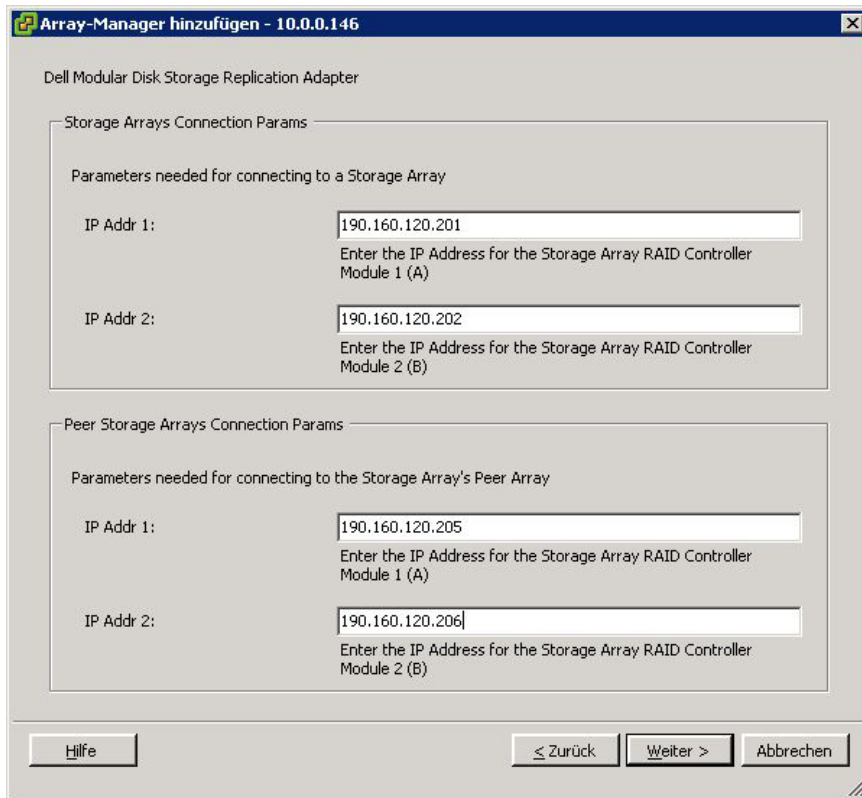 Array-Manager hinzufügen - 10.0.0.146
Dell Modular Disk Storage Replication Adapter
Storage Arrays Connection Params
Parameters needed for connecting to a Storage Array
IP Addr 1:
190.160.120.201
Enter the IP Address for the Storage Array RAID Controller
Module 1 (A)
IP Addr 2:
190.160.120.202
Enter the IP Address for the Storage Array RAID Controller
Module 2 (B)
Peer Storage Arrays Connection Params
Parameters needed for connecting to the Storage Array's Peer Array
IP Addr 1:
190.160.120.205
Enter the IP Address for the Storage Array RAID Controller
Module 1 (A)
IP Addr 2:
190.160.120.206
Enter the IP Address for the Storage Array RAID Controller
Module 2 (B)
Hilfe
< Zurück
Weiter >
Abbrechen